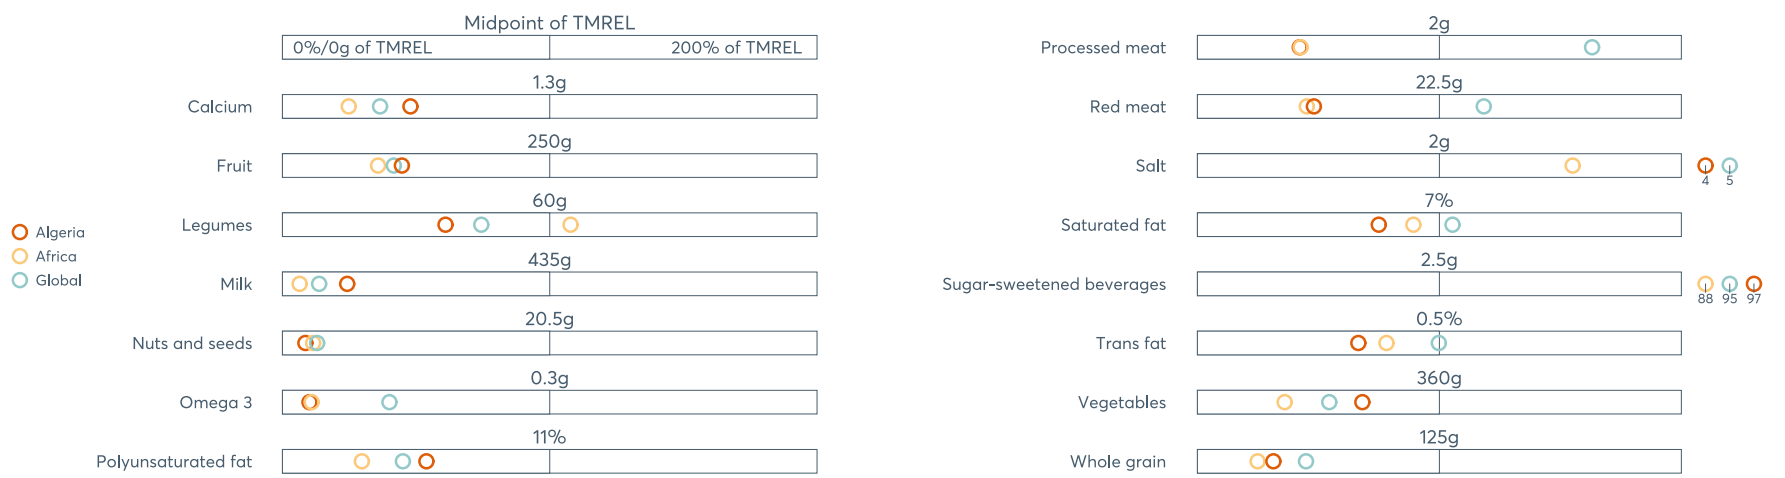 Midpoint of TMREL
0%/0g of TMREL
200% of TMREL
1.3g
Calcium
250g
Fruit
60g
Legumes
435g
Milk
20.5g
Nuts and seeds
0.3g
Omega 3
11%
Polyunsaturated fat
Algeria
Africa
Global
2g
Processed meat
22.5g
Red meat
2g
Salt
4 5
7%
Saturated fat
2.5g
Sugar-sweetened beverages
88 95 97
0.5%
Trans fat
360g
Vegetables
125g
Whole grain